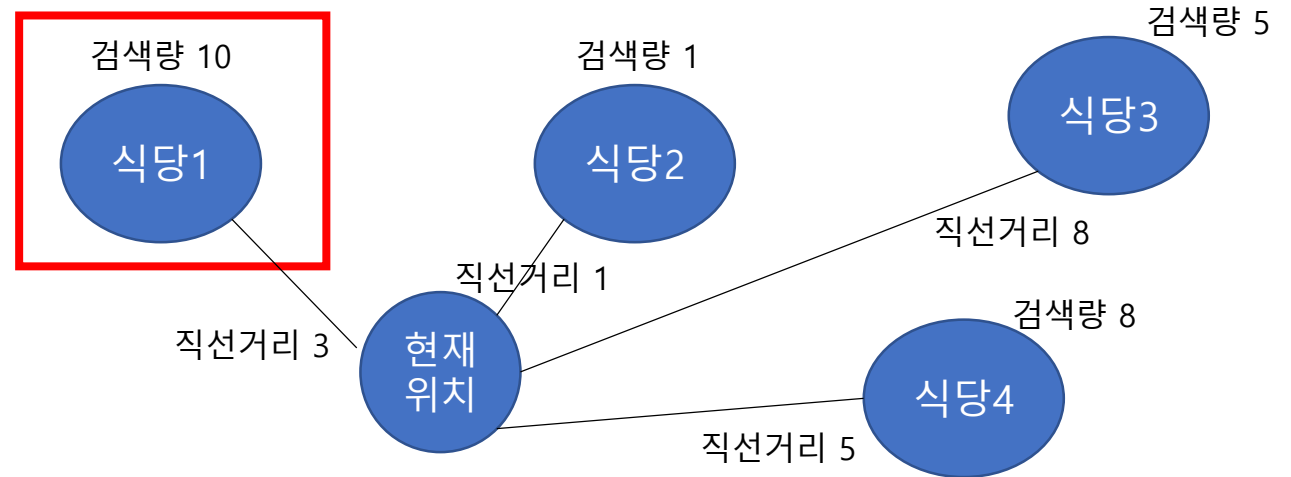 검색량 5
검색량 10
검색량 1
식당1
식당2
식당3
직선거리 8
직선거리 1
직선거리 3
현재
위치
검색량 8
식당4
직선거리 5